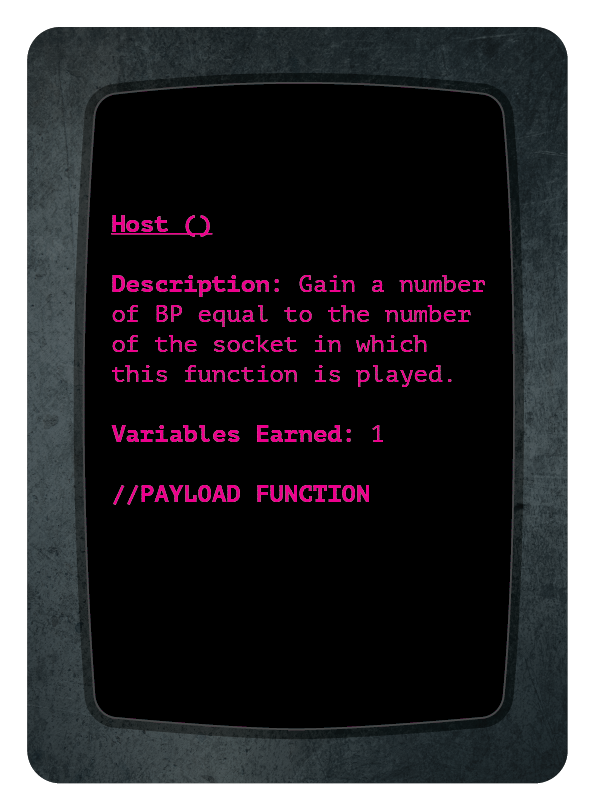 Host ()
Description: Gain a number
of BP equal to the number
of the socket in which
this function is played.
Variables Earned: 1
//PAYLOAD FUNCTION